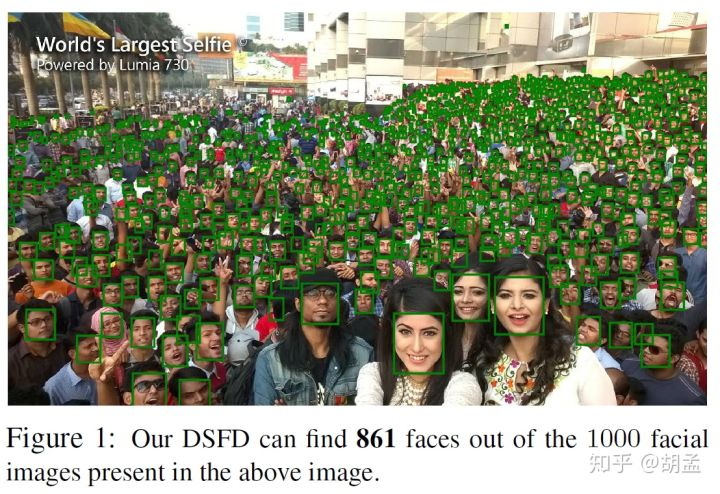 World's Largest Selfie
Powered by Lumia 730
Figure 1: Our DSFD can find 861 faces out of the 1000 facial
images present in the above image.
知乎 @胡孟